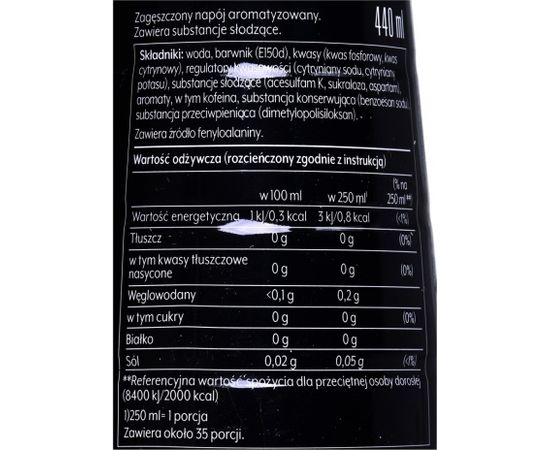 Zagęszczony napój aromatyzowany.
Zawiera substancje słodzące.
440 ml
Składniki: woda, barwnik (E150d), kwasy (kwas fosforowy, kwas
cytrynowy), regulatory kwasowości (cytryniany sodu, cytryniany
potasu), substancje słodzące (acesulfam K, sukraloza, aspartam),
aromaty, w tym kofeina, substancja konserwująca (benzoesan sodu),
substancja przeciwpieniąca (dimetylopolisiloksan).
Zawiera źródło fenyloalaniny.
Wartość odżywcza (rozcieńczony zgodnie z instrukcją)
w 100 ml w 250 ml¹ (% na 250 ml**)
Wartość energetyczna 1 kJ/0,3 kcal 3 kJ/0,8 kcal (<1%)
Tłuszcz 0 g 0 g (0%)
w tym kwasy tłuszczowe
nasycone 0 g 0 g (0%)
Węglowodany <0,1 g 0,2 g
w tym cukry 0 g 0 g (0%)
Białko 0 g 0 g
Sól 0,02 g 0,05 g (<1%)
**Referencyjna wartość spożycia dla przeciętnej osoby dorosłej
(8400 kJ/2000 kcal)
1)250 ml= 1 porcja
Zawiera około 35 porcji.